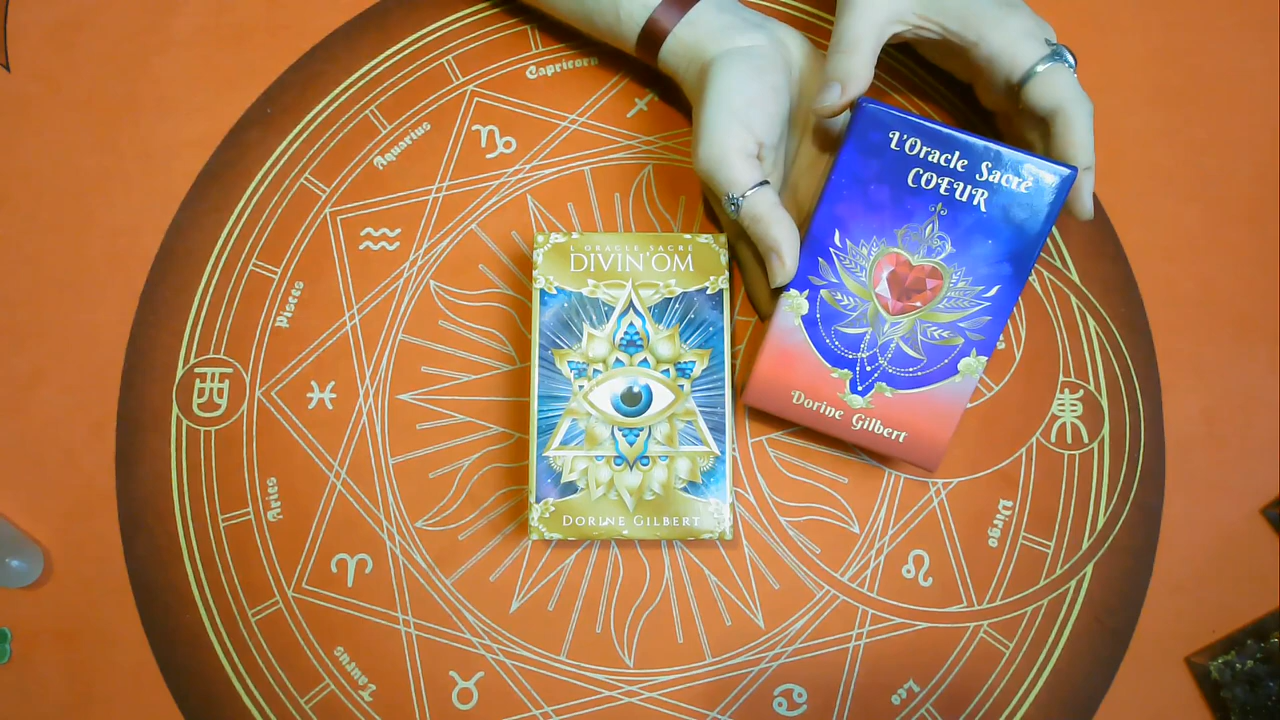 Capricorn
Aquarius
Pisces
Aries
Taurus
Leo
Virgo
西
東
L'ORACLE SACRÉ
DIVIN'OM
DORINE GILBERT
L'Oracle Sacré
COEUR
Dorine Gilbert